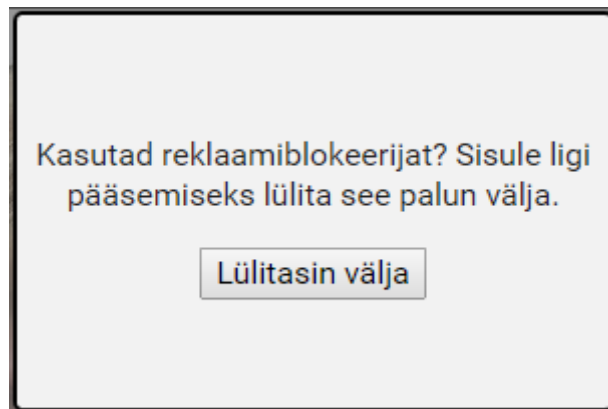 Kasutad reklaamiblokeerijat? Sisule ligi
pääsemiseks lülita see palun välja.
Lülitasin välja